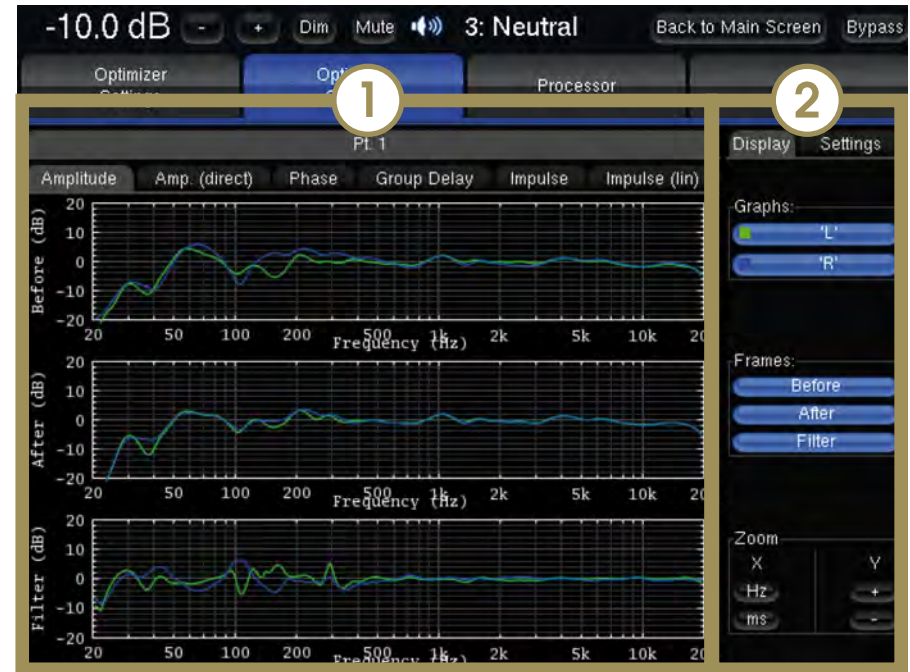 -10.0 dB - + Dim Mute 3: Neutral Back to Main Screen Bypass
Optimizer
Processor
1
2
Pt. 1
Display Settings
Amplitude Amp. (direct) Phase Group Delay Impulse Impulse (lin)
Graphs:
'L'
'R'
Before (dB)
20
10
0
-10
-20
20 50 100 200 500 1k 2k 5k 10k 20
Frequency (Hz)
Frames:
Before
After
Filter
After (dB)
20
10
0
-10
-20
20 50 100 200 500 1k 2k 5k 10k 20
Frequency (Hz)
Zoom
X Y
Hz +
ms -
Filter (dB)
20
10
0
-10
-20
20 50 100 200 500 1k 2k 5k 10k 20